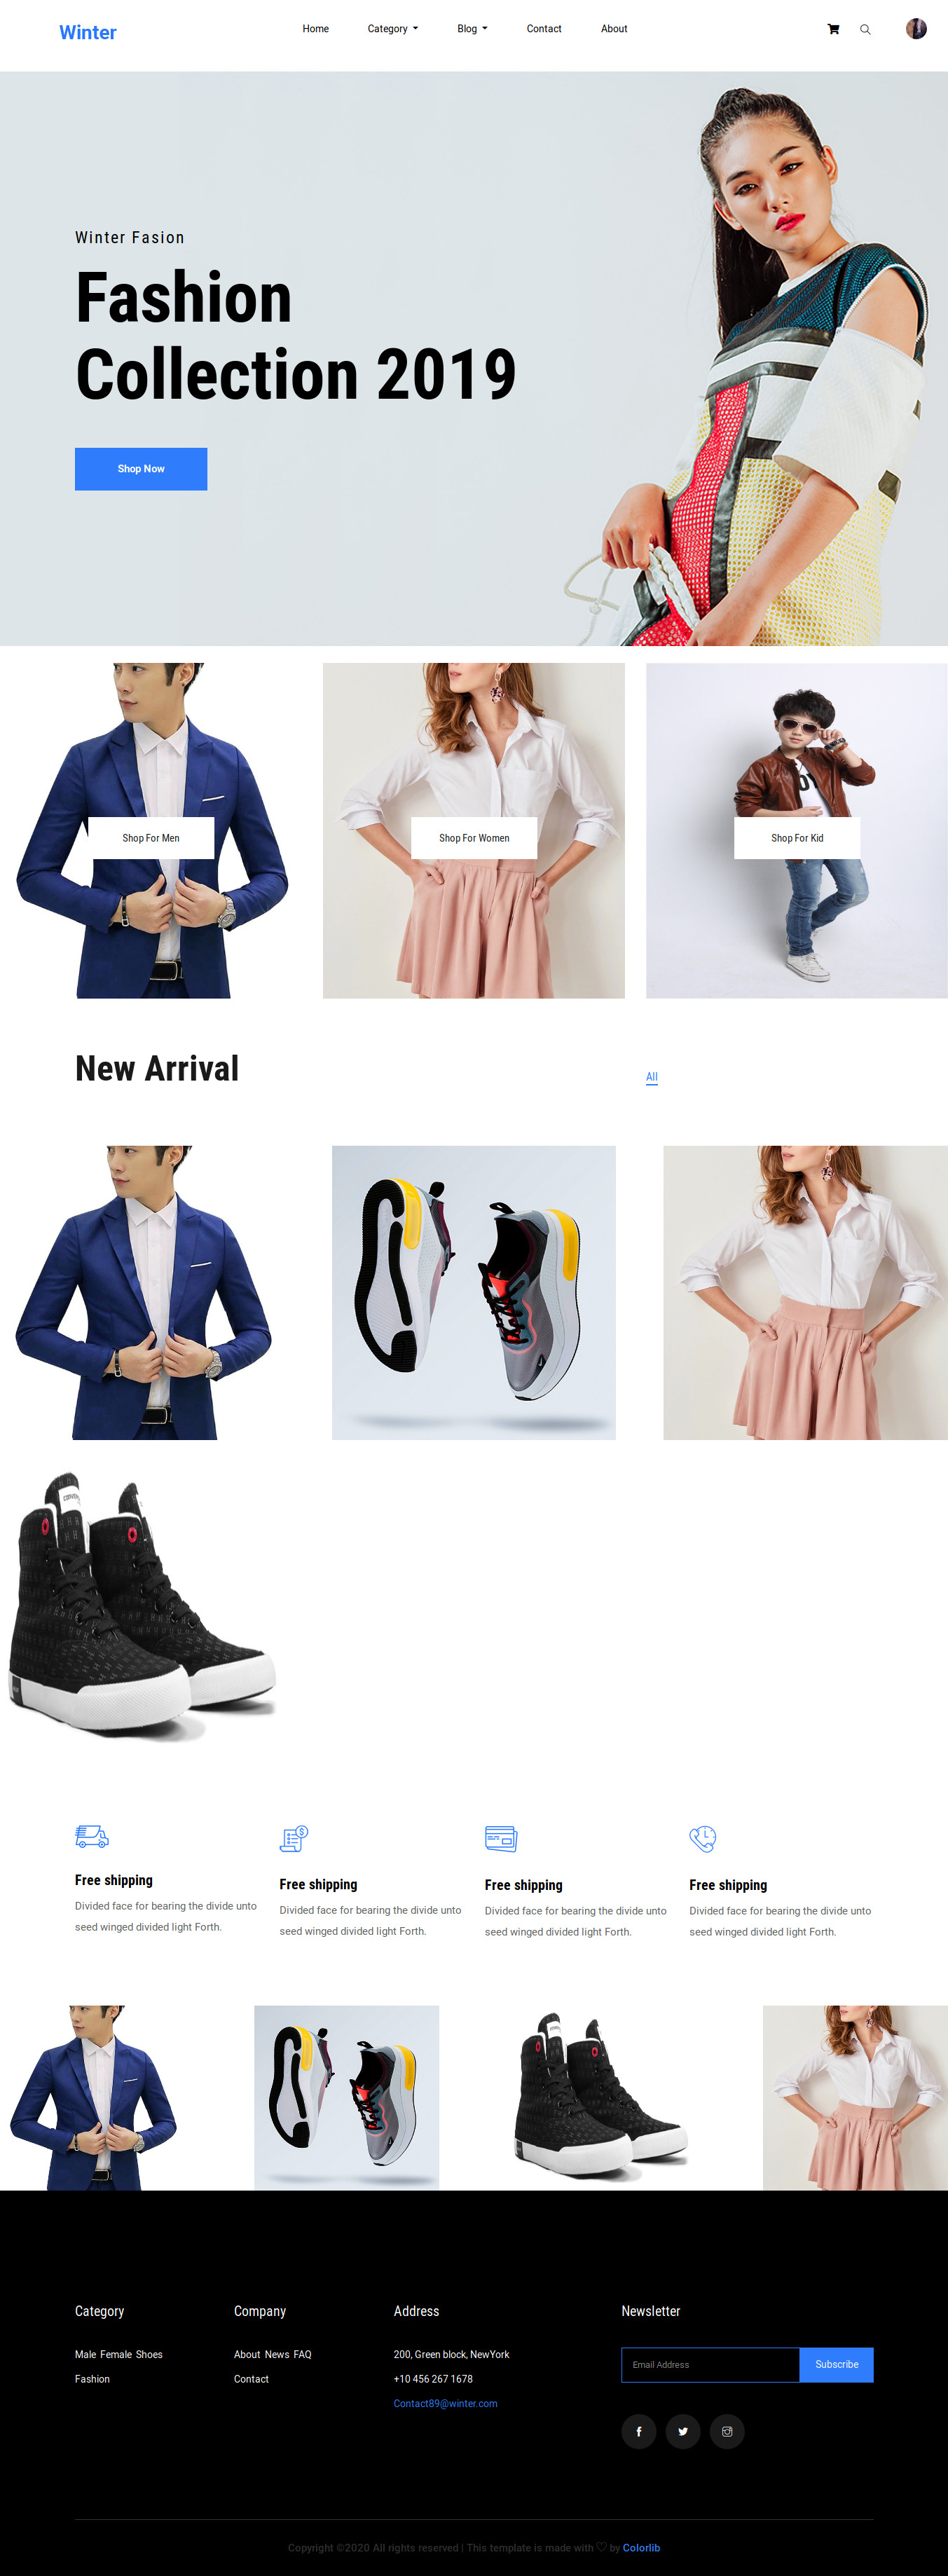 Winter
Home Category Blog Contact About
Winter Fasion
Fashion
Collection 2019
Shop Now
Shop For Men
Shop For Women
Shop For Kid
New Arrival
All
Free shipping
Divided face for bearing the divide unto
seed winged divided light Forth.
Free shipping
Divided face for bearing the divide unto
seed winged divided light Forth.
Free shipping
Divided face for bearing the divide unto
seed winged divided light Forth.
Free shipping
Divided face for bearing the divide unto
seed winged divided light Forth.
Category
Male Female Shoes
Fashion
Company
About News FAQ
Contact
Address
200, Green block, NewYork
+10 456 267 1678
Contact89@winter.com
Newsletter
Email Address
Subscribe
Copyright ©2020 All rights reserved | This template is made with ♡ by Colorlib